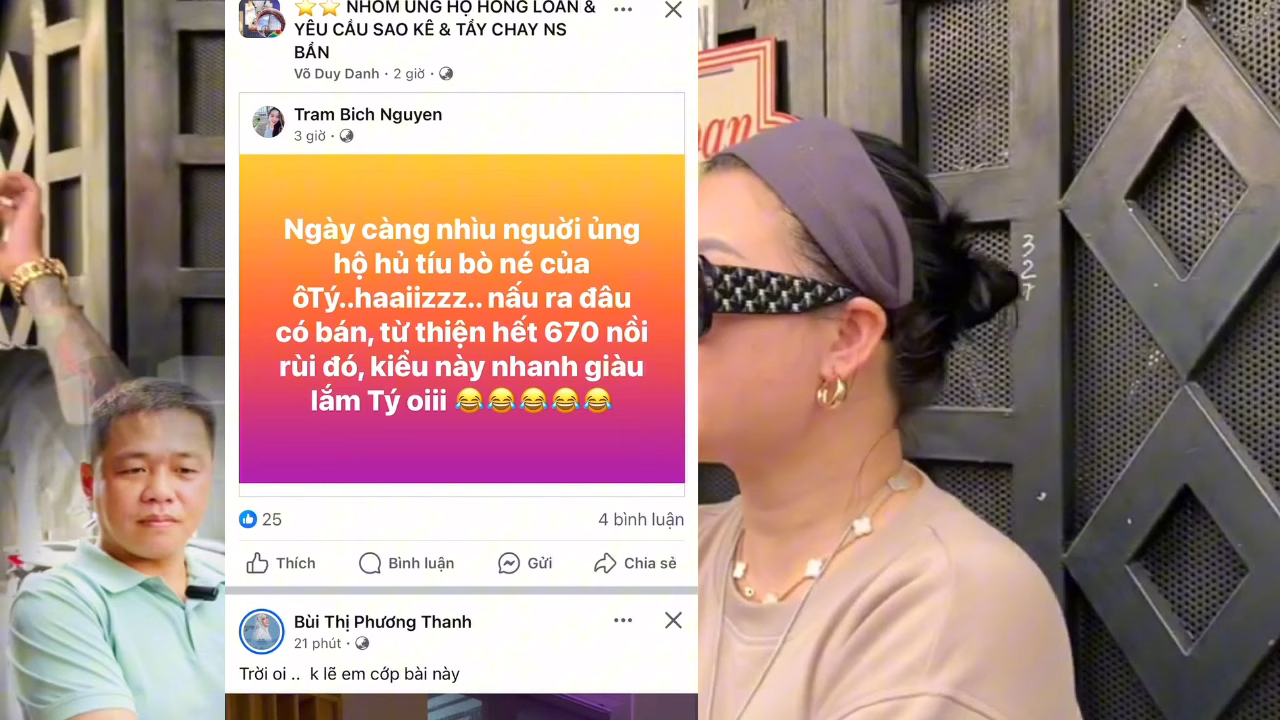 ⭐⭐ NHÓM ỦNG HỘ HỒNG LOAN &
YÊU CẦU SAO KÊ & TẨY CHAY NS
BẨN
Võ Duy Danh · 2 giờ ·
Tram Bich Nguyen
3 giờ ·
Ngày càng nhìu nguời ủng
hộ hủ tíu bò né của
ôTý..haaiizzz.. nấu ra đâu
có bán, từ thiện hết 670 nồi
rùi đó, kiểu này nhanh giàu
lắm Tý oiii 😂😂😂😂😂
25
4 bình luận
Thích
Bình luận
Gửi
Chia sẻ
Bùi Thị Phương Thanh
21 phút ·
Trời oi .. k lẽ em cớp bài này
32T